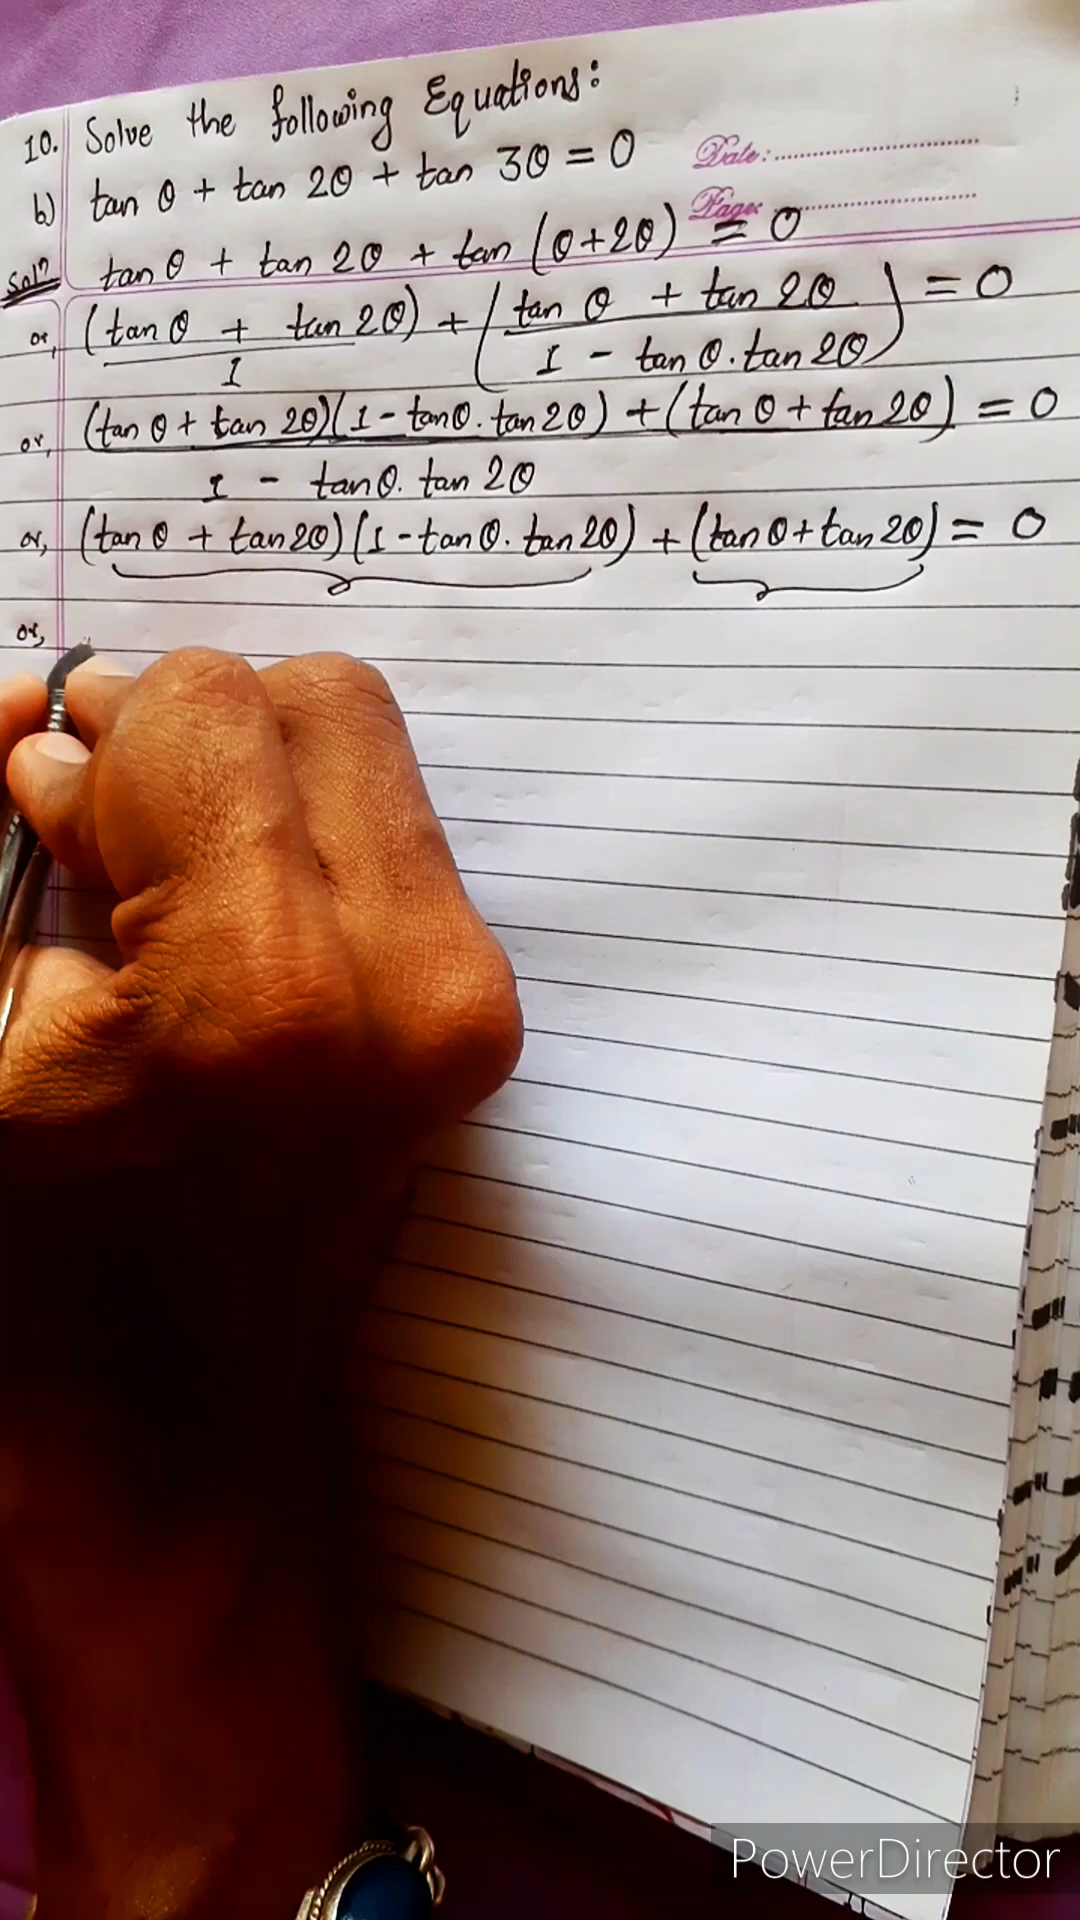 10. Solve the following Equations:
b) tan θ + tan 2θ + tan 3θ = 0
Date:
Page:
Solⁿ tan θ + tan 2θ + tan (θ+2θ) = 0
or, (tan θ + tan 2θ)/1 + (tan θ + tan 2θ / 1 - tan θ . tan 2θ) = 0
or, (tan θ + tan 2θ)(1 - tan θ . tan 2θ) + (tan θ + tan 2θ) = 0
1 - tan θ. tan 2θ
or, (tan θ + tan 2θ)(1 - tan θ. tan 2θ) + (tan θ + tan 2θ) = 0
or,
PowerDirector